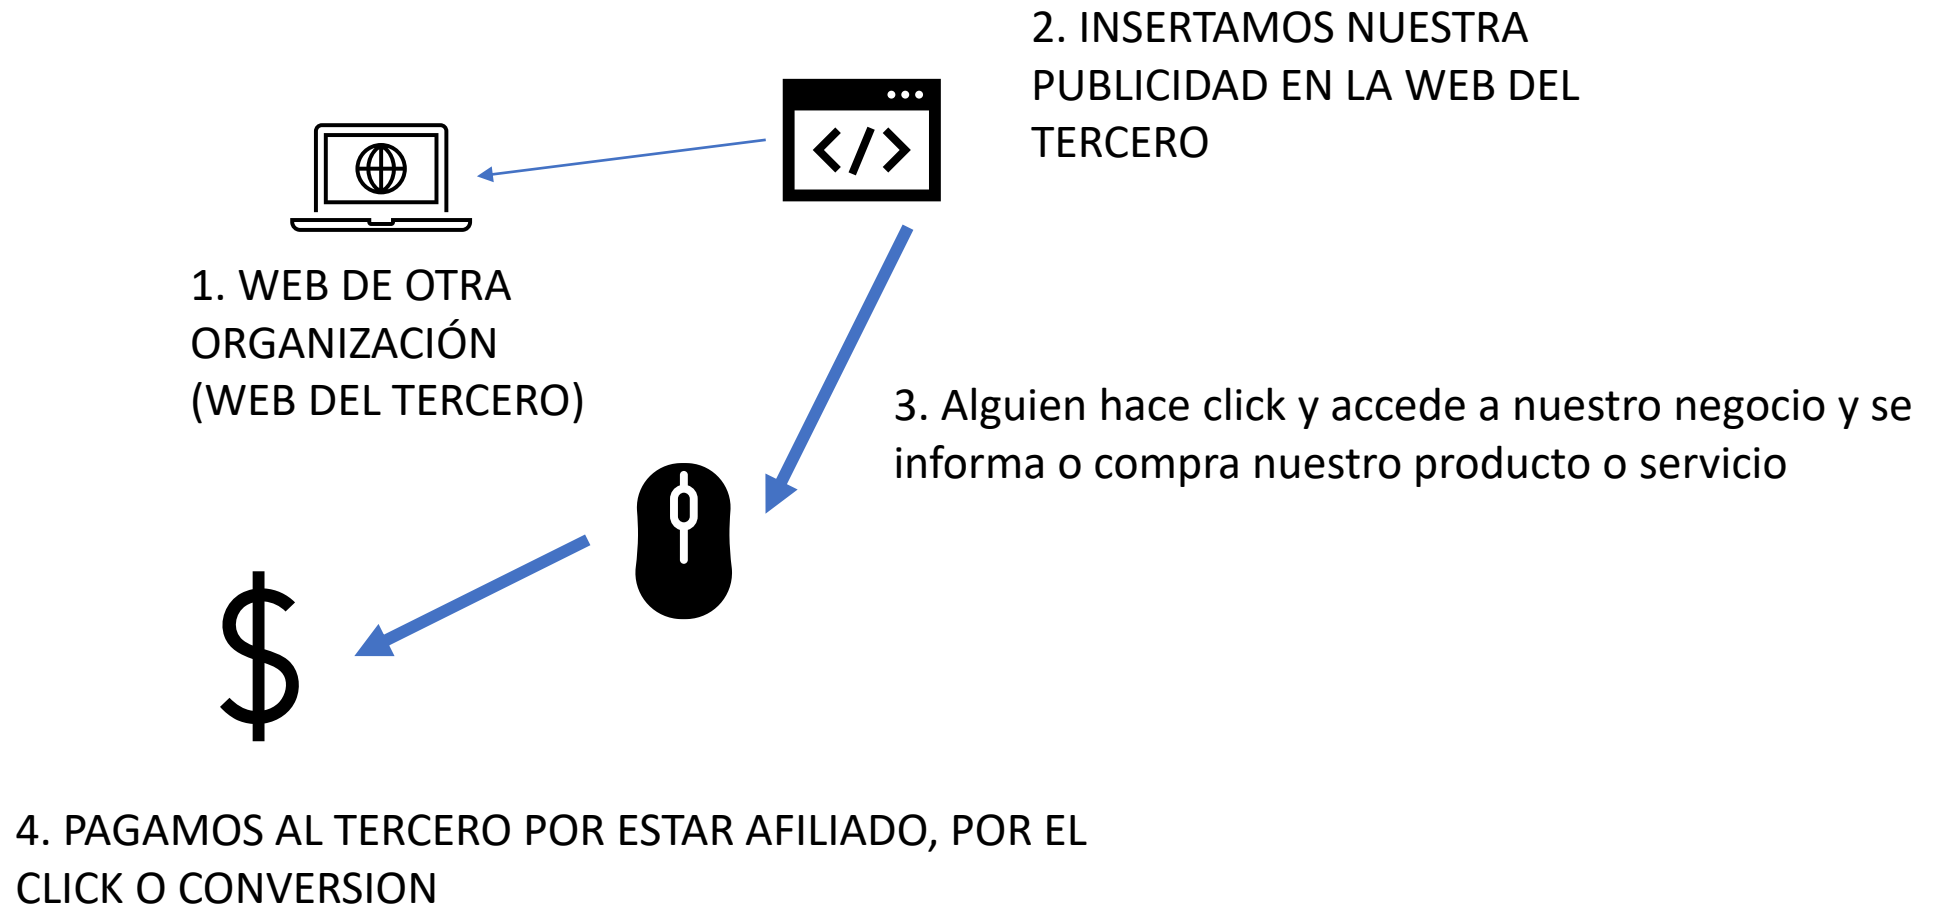 2. INSERTAMOS NUESTRA
PUBLICIDAD EN LA WEB DEL
TERCERO
</>
1. WEB DE OTRA
ORGANIZACIÓN
(WEB DEL TERCERO)
3. Alguien hace click y accede a nuestro negocio y se
informa o compra nuestro producto o servicio
$
4. PAGAMOS AL TERCERO POR ESTAR AFILIADO, POR EL
CLICK O CONVERSION